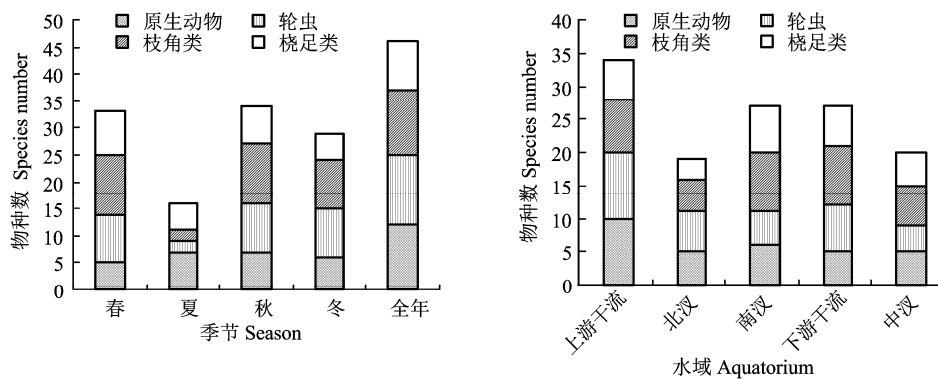 50
45
40
35
30
25
20
15
10
5
0
物种数 Species number
原生动物 轮虫
枝角类 桡足类
春 夏 秋 冬 全年
季节 Season
40
35
30
25
20
15
10
5
0
物种数 Species number
原生动物 轮虫
枝角类 桡足类
上游干流 北汊 南汊 下游干流 中汊
水域 Aquatorium